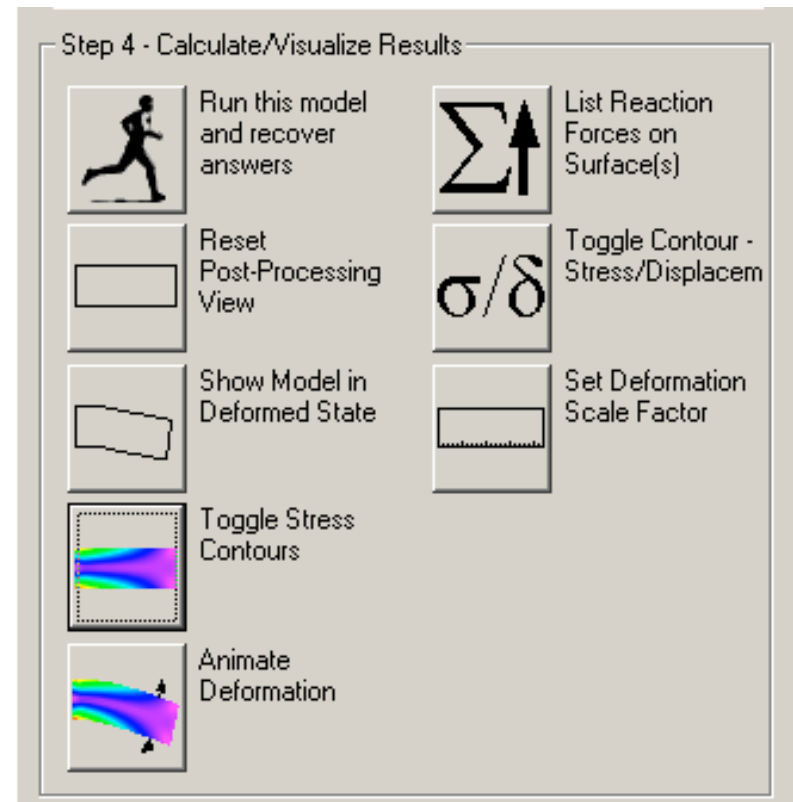 Step 4 - Calculate/Visualize Results
Run this model
and recover
answers
Σ
List Reaction
Forces on
Surface(s)
Reset
Post-Processing
View
σ/δ
Toggle Contour -
Stress/Displacem
Show Model in
Deformed State
Set Deformation
Scale Factor
Toggle Stress
Contours
Animate
Deformation